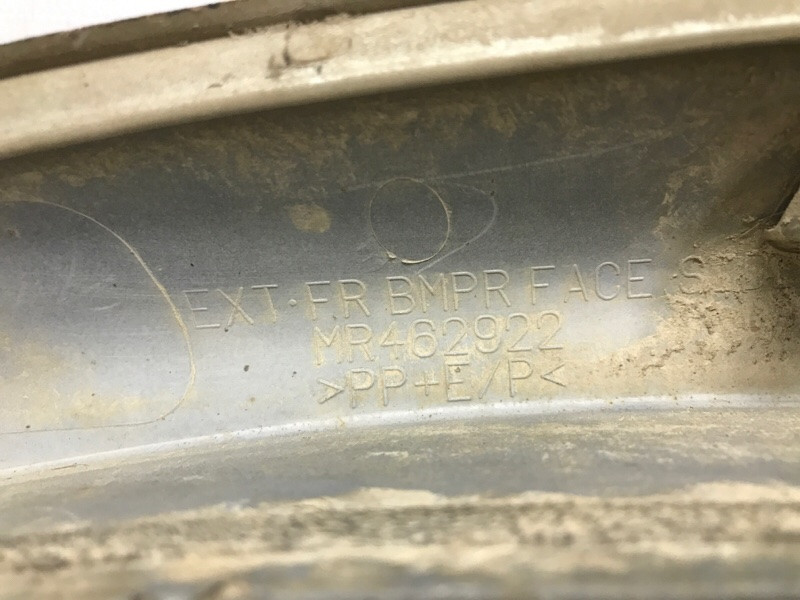 EXT·FR BMPR FACE
MR462922
>PP+E/P<